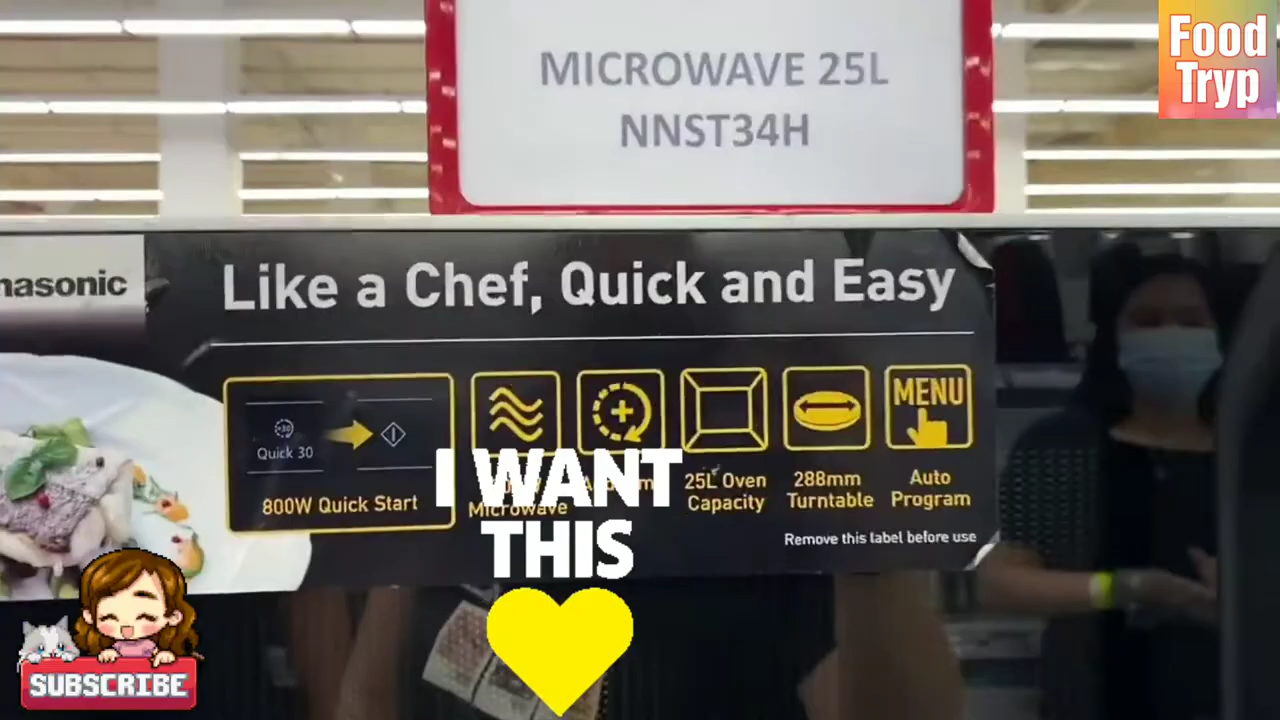 Food
Tryp
MICROWAVE 25L
NNST34H
nasonic
Like a Chef, Quick and Easy
MENU
+30
Quick 30
800W Quick Start
Microwave
25L Oven
Capacity
288mm
Turntable
Auto
Program
I WANT
THIS
Remove this label before use
SUBSCRIBE